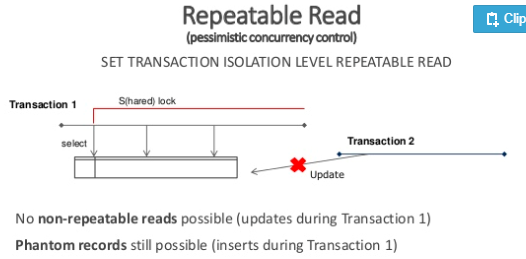 Repeatable Read
Clip
(pessimistic concurrency control)
SET TRANSACTION ISOLATION LEVEL REPEATABLE READ
Transaction 1
S(hared) lock
select
Transaction 2
Update
No non-repeatable reads possible (updates during Transaction 1)
Phantom records still possible (inserts during Transaction 1)